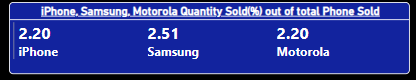 iPhone, Samsung, Motorola Quantity Sold(%) out of total Phone Sold
2.20 2.51 2.20
iPhone Samsung Motorola